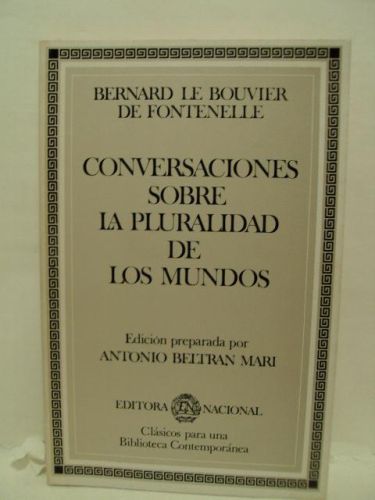 BERNARD LE BOUVIER
DE FONTENELLE
CONVERSACIONES
SOBRE
LA PLURALIDAD
DE
LOS MUNDOS
Edición preparada por
ANTONIO BELTRAN MARI
EDITORA EN NACIONAL
Clásicos para una
Biblioteca Contemporánea